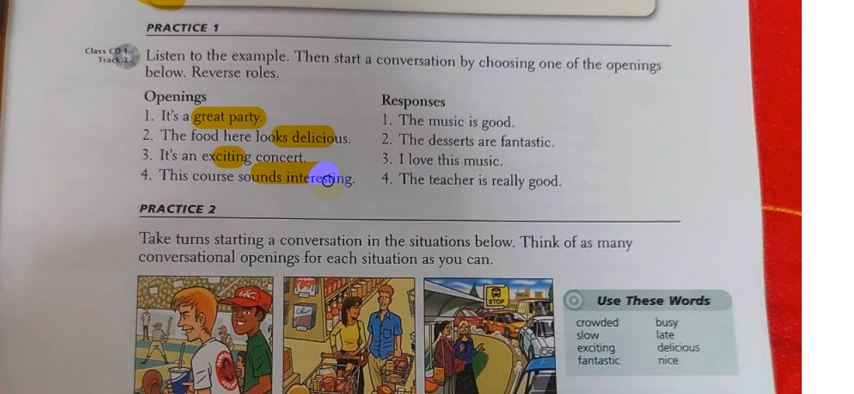 PRACTICE 1
Class CD 1
Track 3
Listen to the example. Then start a conversation by choosing one of the openings
below. Reverse roles.
Openings
1. It's a great party.
2. The food here looks delicious.
3. It's an exciting concert.
4. This course sounds interesting.
Responses
1. The music is good.
2. The desserts are fantastic.
3. I love this music.
4. The teacher is really good.
PRACTICE 2
Take turns starting a conversation in the situations below. Think of as many
conversational openings for each situation as you can.
STOP
Use These Words
crowded busy
slow late
exciting delicious
fantastic nice